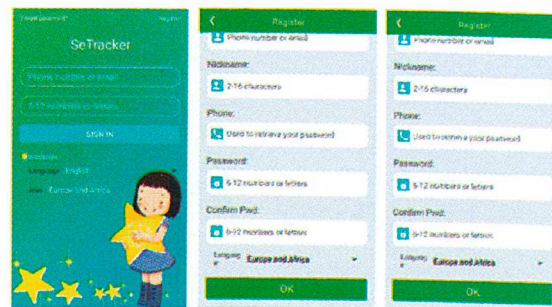 Forgot password?
Register
SeTracker
Phone number or email
6-12 numbers or letters
SIGN IN
Language English
Area Europe and Africa
Register
Phone number or email
Nickname:
2-16 characters
Phone:
Used to retrieve your password
Password:
6-12 numbers or letters
Confirm Pwd:
6-12 numbers or letters
Europe and Africa
OK
Register
Phone number or email
Nickname:
2-16 characters
Phone:
Used to retrieve your password
Password:
6-12 numbers or letters
Confirm Pwd:
6-12 numbers or letters
Europe and Africa
OK